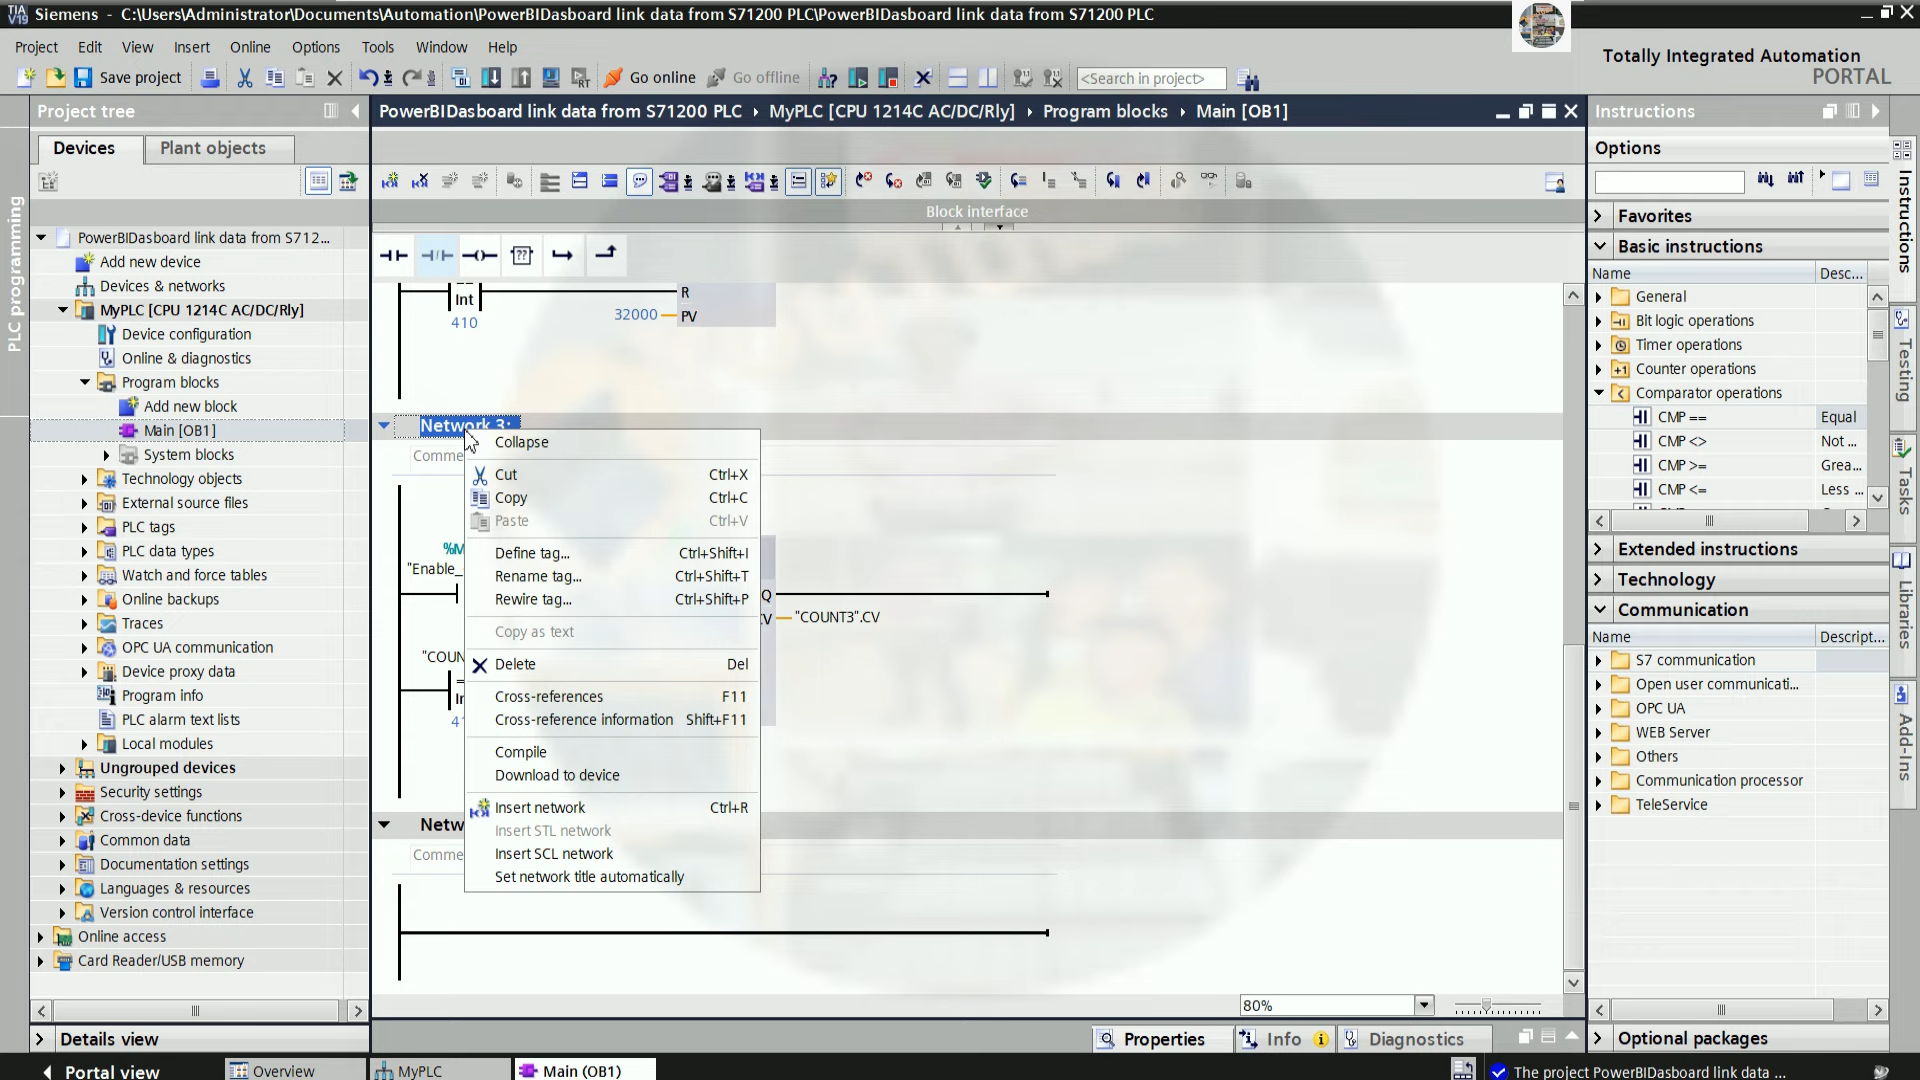 TIA V19 Siemens - C:\Users\Administrator\Documents\Automation\PowerBIDasboard link data from S71200 PLC\PowerBIDasboard link data from S71200 PLC
Project Edit View Insert Online Options Tools Window Help
Totally Integrated Automation
PORTAL
Save project
Go online
Go offline
<Search in project>
Project tree
Devices
Plant objects
PLC programming
PowerBIDasboard link data from S712...
Add new device
Devices & networks
MyPLC [CPU 1214C AC/DC/Rly]
Device configuration
Online & diagnostics
Program blocks
Add new block
Main [OB1]
System blocks
Technology objects
External source files
PLC tags
PLC data types
Watch and force tables
Online backups
Traces
OPC UA communication
Device proxy data
Program info
PLC alarm text lists
Local modules
Ungrouped devices
Security settings
Cross-device functions
Common data
Documentation settings
Languages & resources
Version control interface
Online access
Card Reader/USB memory
Details view
PowerBIDasboard link data from S71200 PLC › MyPLC [CPU 1214C AC/DC/Rly] › Program blocks › Main [OB1]
Block interface
??
Int
410
R
32000
PV
Network 3:
Comme
%M
"Enable_
Q
CV
"COUNT3".CV
"COUN
In
41
Netw
Comme
Collapse
Cut Ctrl+X
Copy Ctrl+C
Paste Ctrl+V
Define tag... Ctrl+Shift+I
Rename tag... Ctrl+Shift+T
Rewire tag... Ctrl+Shift+P
Copy as text
Delete Del
Cross-references F11
Cross-reference information Shift+F11
Compile
Download to device
Insert network Ctrl+R
Insert STL network
Insert SCL network
Set network title automatically
80%
Properties
Info
Diagnostics
Instructions
Options
Favorites
Basic instructions
Name Desc...
General
Bit logic operations
Timer operations
Counter operations
Comparator operations
CMP == Equal
CMP <> Not ...
CMP >= Grea...
CMP <= Less ...
Extended instructions
Technology
Communication
Name Descript...
S7 communication
Open user communicati...
OPC UA
WEB Server
Others
Communication processor
TeleService
Optional packages
Instructions
Testing
Tasks
Libraries
Add-Ins
Portal view
Overview
MyPLC
Main (OB1)
The project PowerBIDasboard link data ...